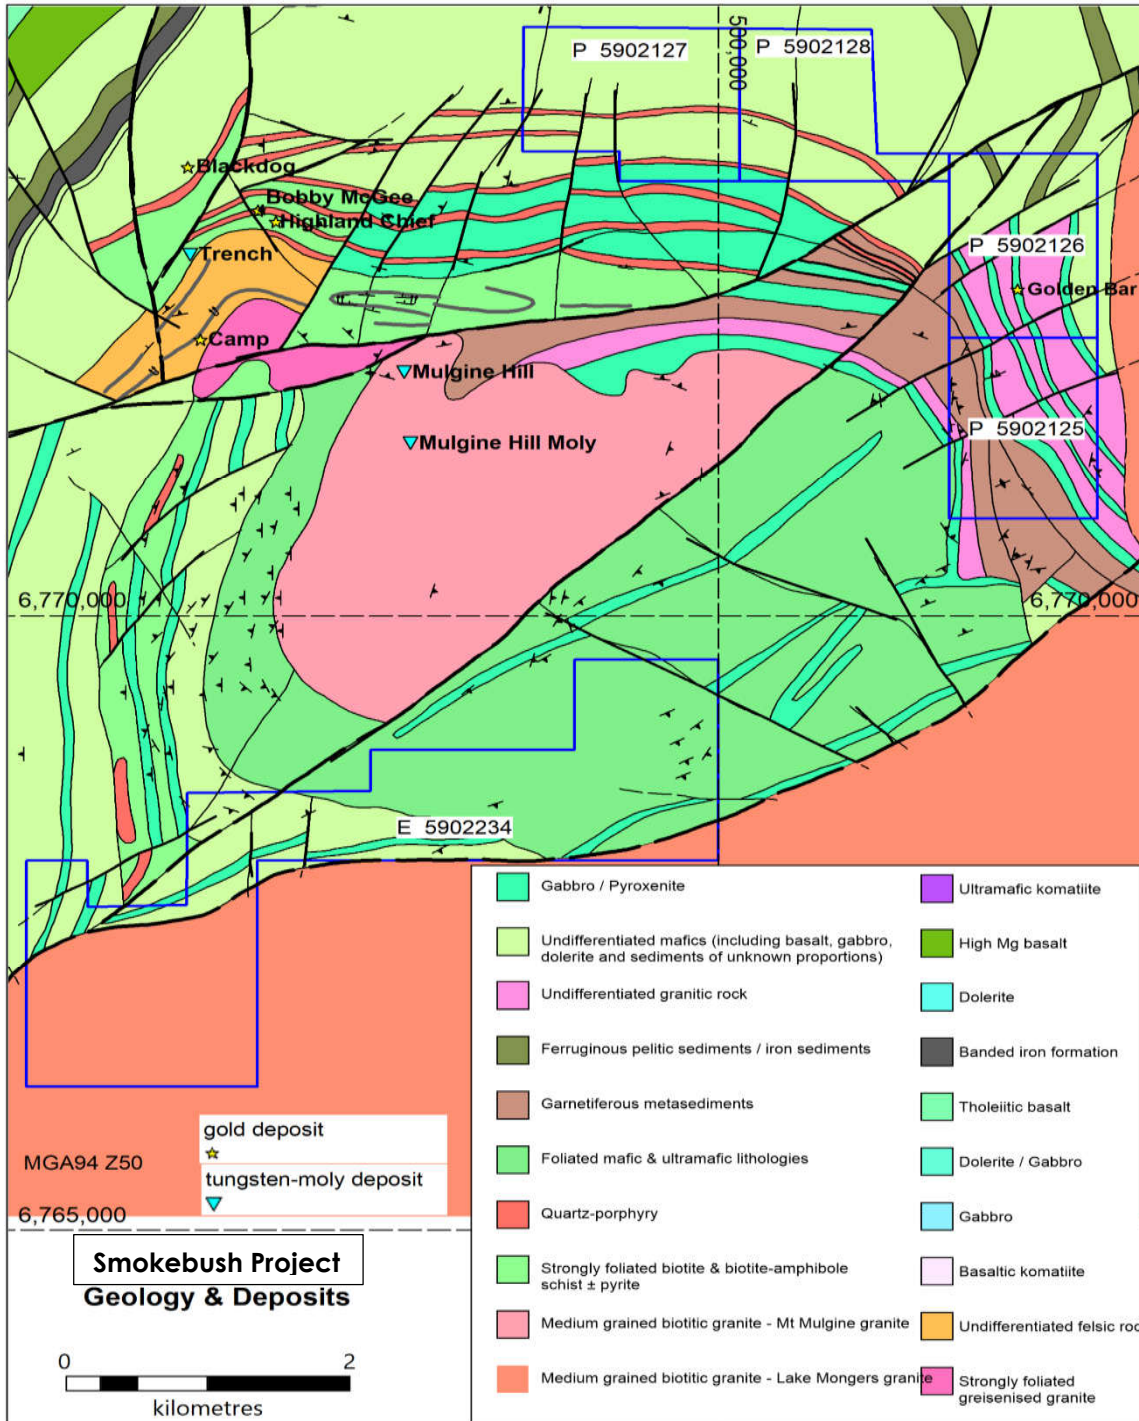 P 5902127
P 5902128
500,000
Blackdog
Bobby McGee
Highland Chief
Trench
P 5902126
Golden Bar
Camp
Mulgine Hill
Mulgine Hill Moly
P 5902125
6,770,000
6,770,000
E 5902234
Gabbro / Pyroxenite
Undifferentiated mafics (including basalt, gabbro,
dolerite and sediments of unknown proportions)
Undifferentiated granitic rock
Ferruginous pelitic sediments / iron sediments
Garnetiferous metasediments
Foliated mafic & ultramafic lithologies
Quartz-porphyry
Strongly foliated biotite & biotite-amphibole
schist ± pyrite
Medium grained biotitic granite - Mt Mulgine granite
Medium grained biotitic granite - Lake Mongers granite
Ultramafic komatiite
High Mg basalt
Dolerite
Banded iron formation
Tholeiitic basalt
Dolerite / Gabbro
Gabbro
Basaltic komatiite
Undifferentiated felsic roc
Strongly foliated
greisenised granite
gold deposit
MGA94 Z50
tungsten-moly deposit
6,765,000
Smokebush Project
Geology & Deposits
0 2
kilometres